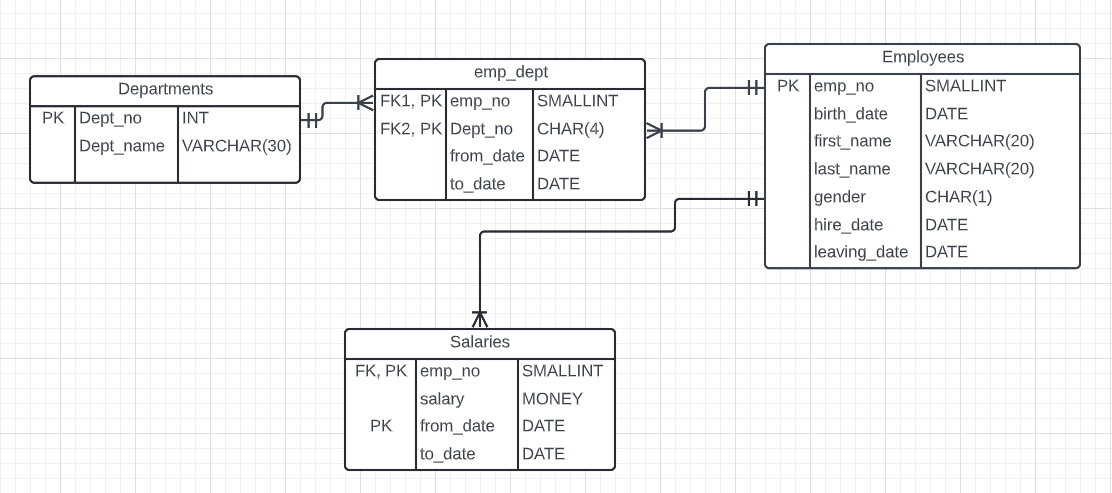 Departments
PK Dept_no INT
Dept_name VARCHAR(30)
emp_dept
FK1, PK emp_no SMALLINT
FK2, PK Dept_no CHAR(4)
from_date DATE
to_date DATE
Employees
PK emp_no SMALLINT
birth_date DATE
first_name VARCHAR(20)
last_name VARCHAR(20)
gender CHAR(1)
hire_date DATE
leaving_date DATE
Salaries
FK, PK emp_no SMALLINT
salary MONEY
PK from_date DATE
to_date DATE